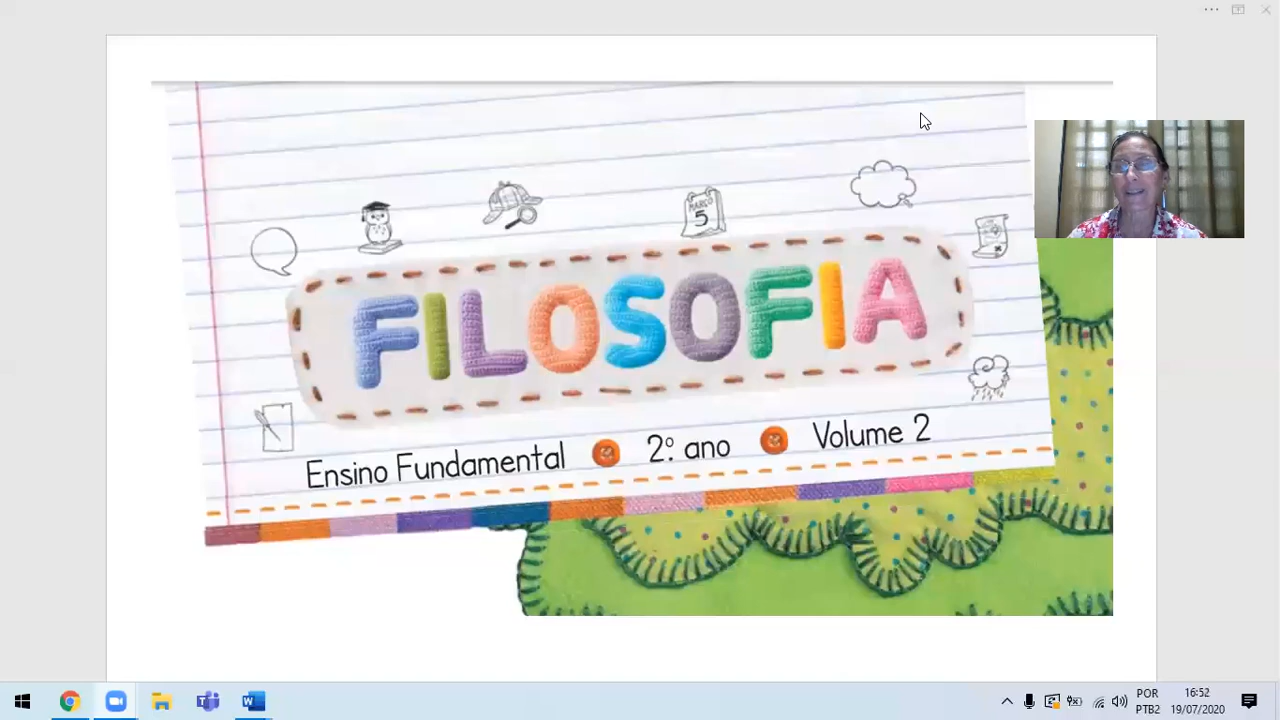 MARÇO
5
FILOSOFIA
Ensino Fundamental 2º ano Volume 2
POR
PTB2
16:52
19/07/2020